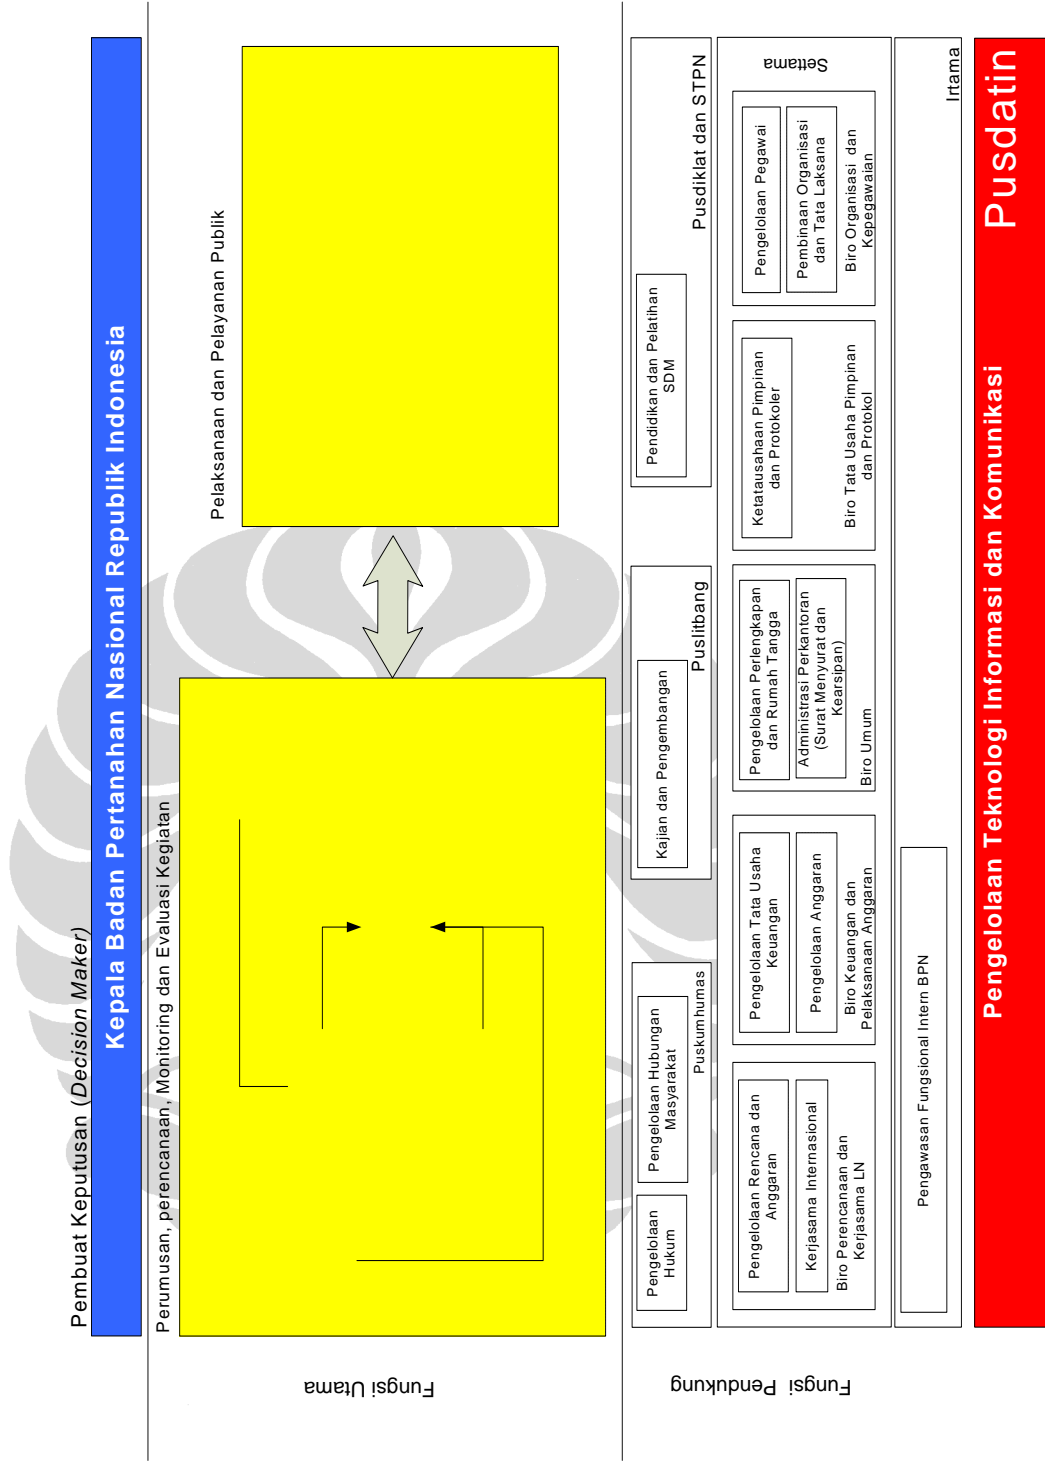 Pembuat Keputusan (Decision Maker)
Kepala Badan Pertanahan Nasional Republik Indonesia
Fungsi Utama
Perumusan, perencanaan, Monitoring dan Evaluasi Kegiatan
Pelaksanaan dan Pelayanan Publik
Fungsi Pendukung
Pengelolaan
Hukum
Pengelolaan Hubungan
Masyarakat
Puskumhumas
Kajian dan Pengembangan
Puslitbang
Pendidikan dan Pelatihan
SDM
Pusdiklat dan STPN
Pengelolaan Rencana dan
Anggaran
Kerjasama Internasional
Biro Perencanaan dan
Kerjasama LN
Pengelolaan Tata Usaha
Keuangan
Pengelolaan Anggaran
Biro Keuangan dan
Pelaksanaan Anggaran
Pengelolaan Perlengkapan
dan Rumah Tangga
Administrasi Perkantoran
(Surat Menyurat dan
Kearsipan)
Biro Umum
Ketatausahaan Pimpinan
dan Protokoler
Biro Tata Usaha Pimpinan
dan Protokol
Pengelolaan Pegawai
Pembinaan Organisasi
dan Tata Laksana
Biro Organisasi dan
Kepegawaian
Settama
Pengawasan Fungsional Intern BPN
Irtama
Pengelolaan Teknologi Informasi dan Komunikasi
Pusdatin